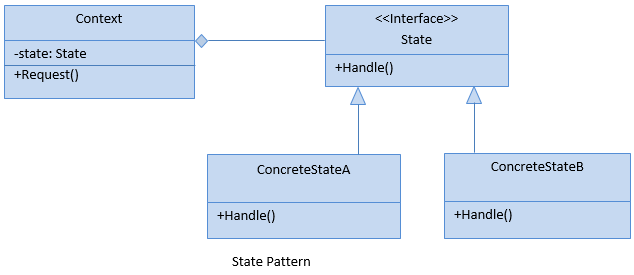 Context
-state: State
+Request()
<<Interface>>
State
+Handle()
ConcreteStateA
+Handle()
ConcreteStateB
+Handle()
State Pattern